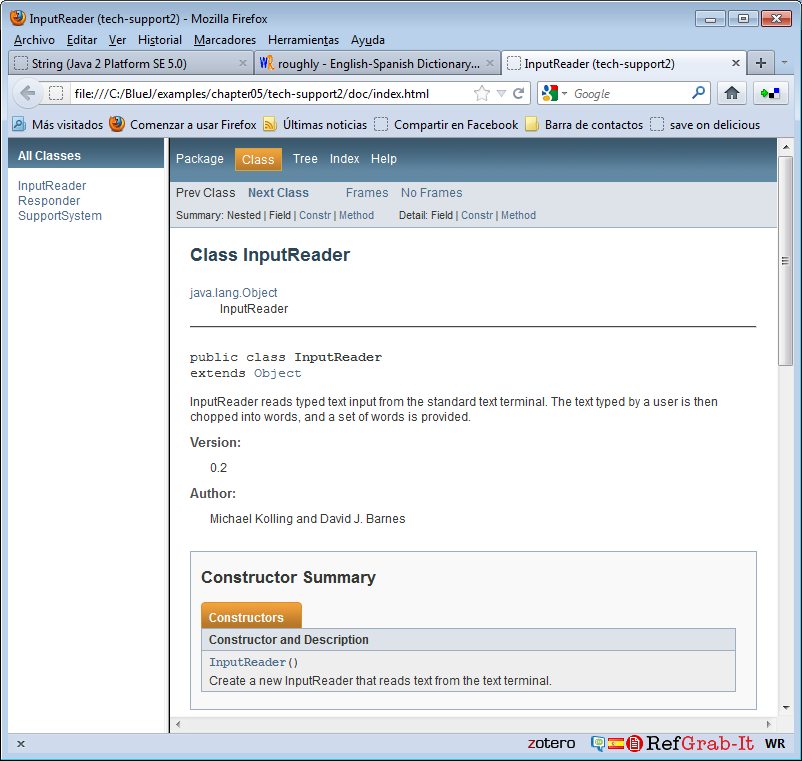 InputReader (tech-support2) - Mozilla Firefox
Archivo Editar Ver Historial Marcadores Herramientas Ayuda
String (Java 2 Platform SE 5.0) WR roughly - English-Spanish Dictionary... InputReader (tech-support2)
file:///C:/BlueJ/examples/chapter05/tech-support2/doc/index.html Google
Más visitados Comenzar a usar Firefox Últimas noticias Compartir en Facebook Barra de contactos save on delicious
All Classes
InputReader
Responder
SupportSystem
Package Class Tree Index Help
Prev Class Next Class Frames No Frames
Summary: Nested | Field | Constr | Method Detail: Field | Constr | Method
Class InputReader
java.lang.Object
InputReader
public class InputReader
extends Object
InputReader reads typed text input from the standard text terminal. The text typed by a user is then
chopped into words, and a set of words is provided.
Version:
0.2
Author:
Michael Kolling and David J. Barnes
Constructor Summary
Constructors
Constructor and Description
InputReader()
Create a new InputReader that reads text from the text terminal.
x zotero RefGrab-It WR